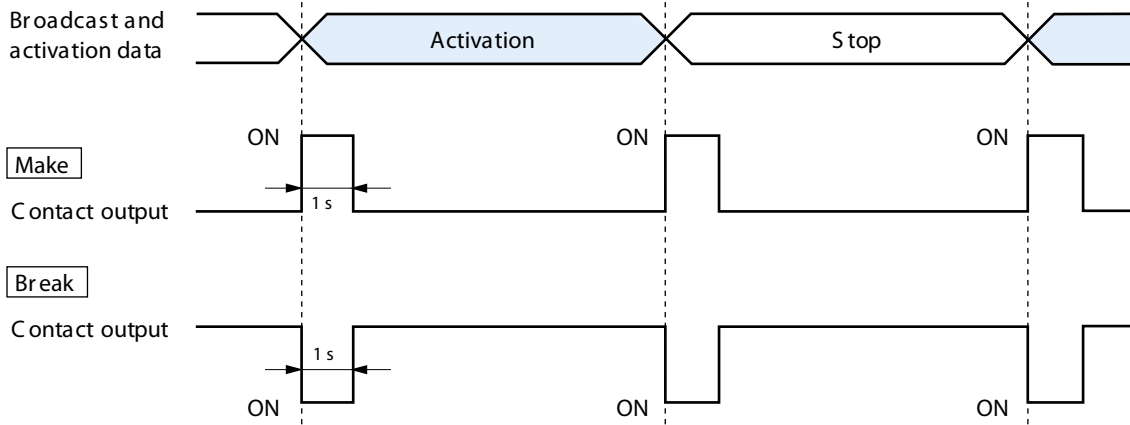 Broadcast and
activation data
Activation
Stop
ON
ON
ON
Make
1 s
Contact output
Break
Contact output
1 s
ON
ON
ON